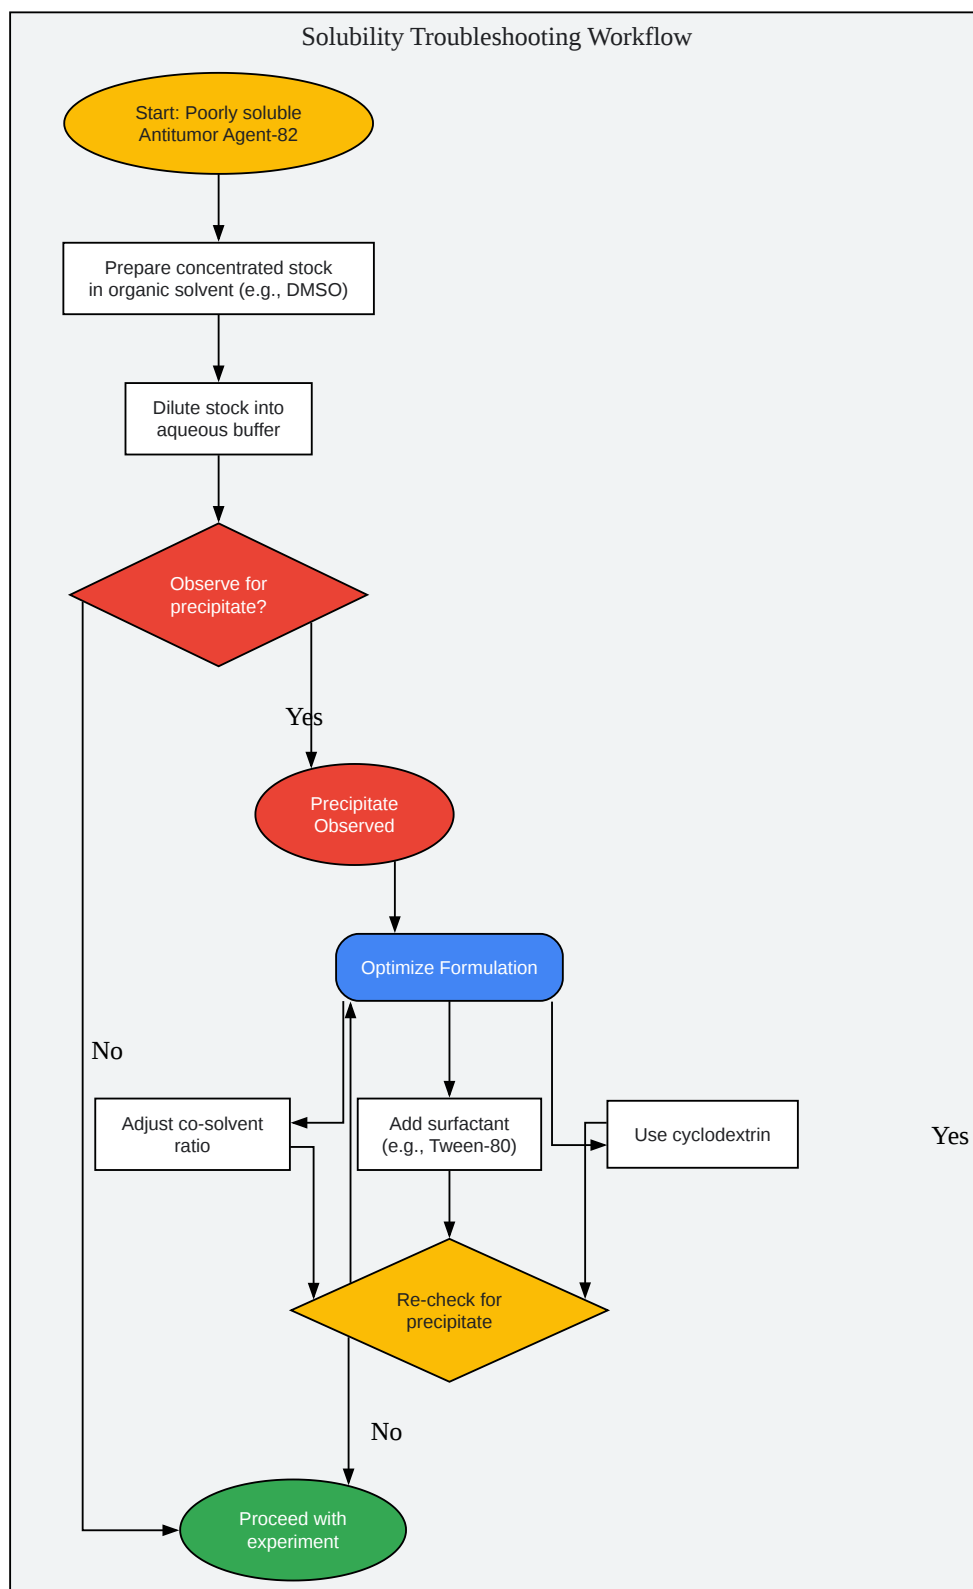 Solubility Troubleshooting Workflow
Start: Poorly soluble
Antitumor Agent-82
Prepare concentrated stock
in organic solvent (e.g., DMSO)
Dilute stock into
aqueous buffer
Observe for
precipitate?
Yes
Precipitate
Observed
Optimize Formulation
No
Adjust co-solvent
ratio
Add surfactant
(e.g., Tween-80)
Use cyclodextrin
Yes
Re-check for
precipitate
No
Proceed with
experiment